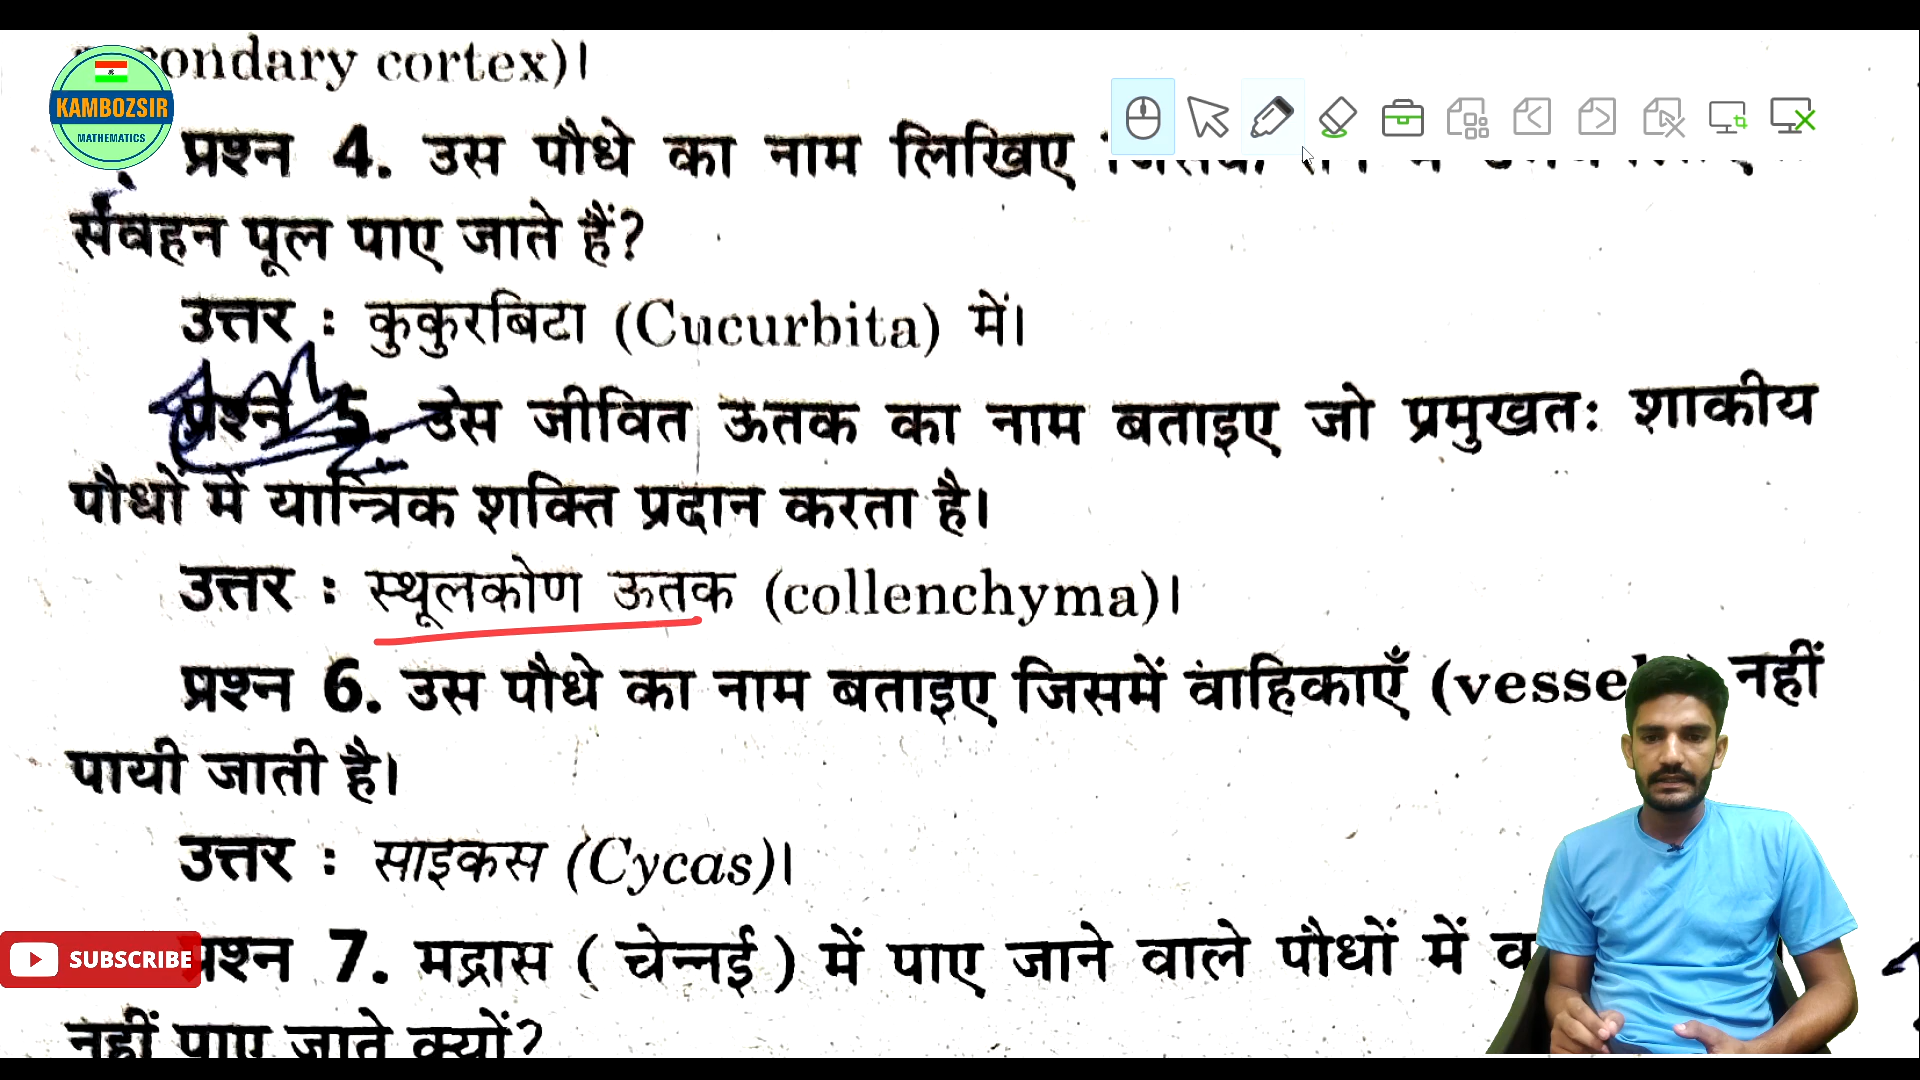 ondary cortex)।
KAMBOZSIR
MATHEMATICS
प्रश्न 4. उस पौधे का नाम लिखिए
संवहन पूल पाए जाते हैं?
उत्तर : कुकुरबिटा (Cucurbita) में।
प्रश्न 5. उस जीवित ऊतक का नाम बताइए जो प्रमुखतः शाकीय
पौधों में यान्त्रिक शक्ति प्रदान करता है।
उत्तर : स्थूलकोण ऊतक (collenchyma)।
प्रश्न 6. उस पौधे का नाम बताइए जिसमें वाहिकाएँ नहीं
पायी जाती है।
उत्तर : साइकस (Cycas)।
SUBSCRIBE
प्रश्न 7. मद्रास ( चेन्नई ) में पाए जाने वाले पौधों में
नहीं पाए जाते क्यों?